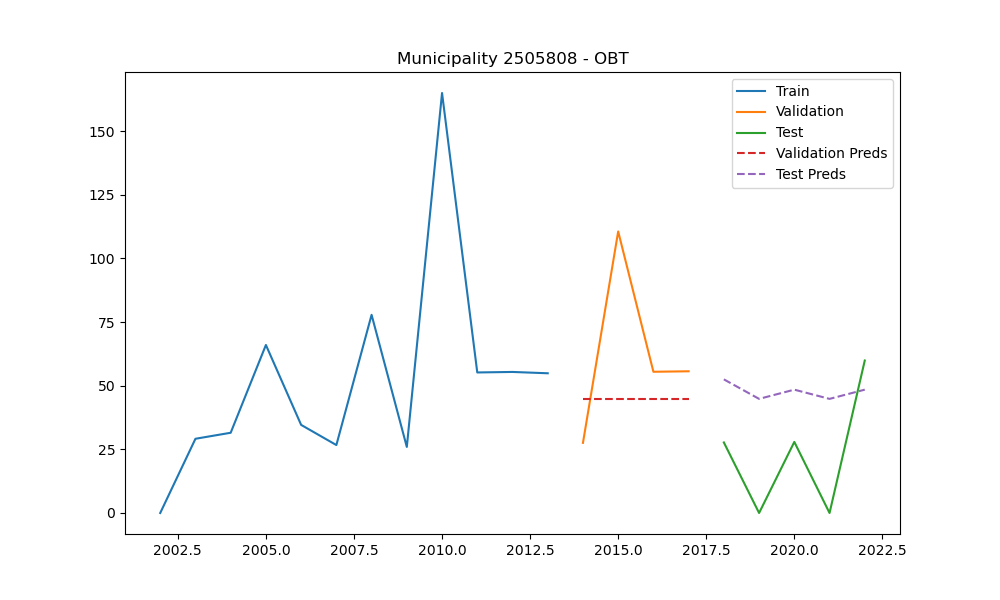 Municipality 2505808 - OBT
Train
Validation
Test
Validation Preds
Test Preds
150
125
100
75
50
25
0
2002.5 2005.0 2007.5 2010.0 2012.5 2015.0 2017.5 2020.0 2022.5